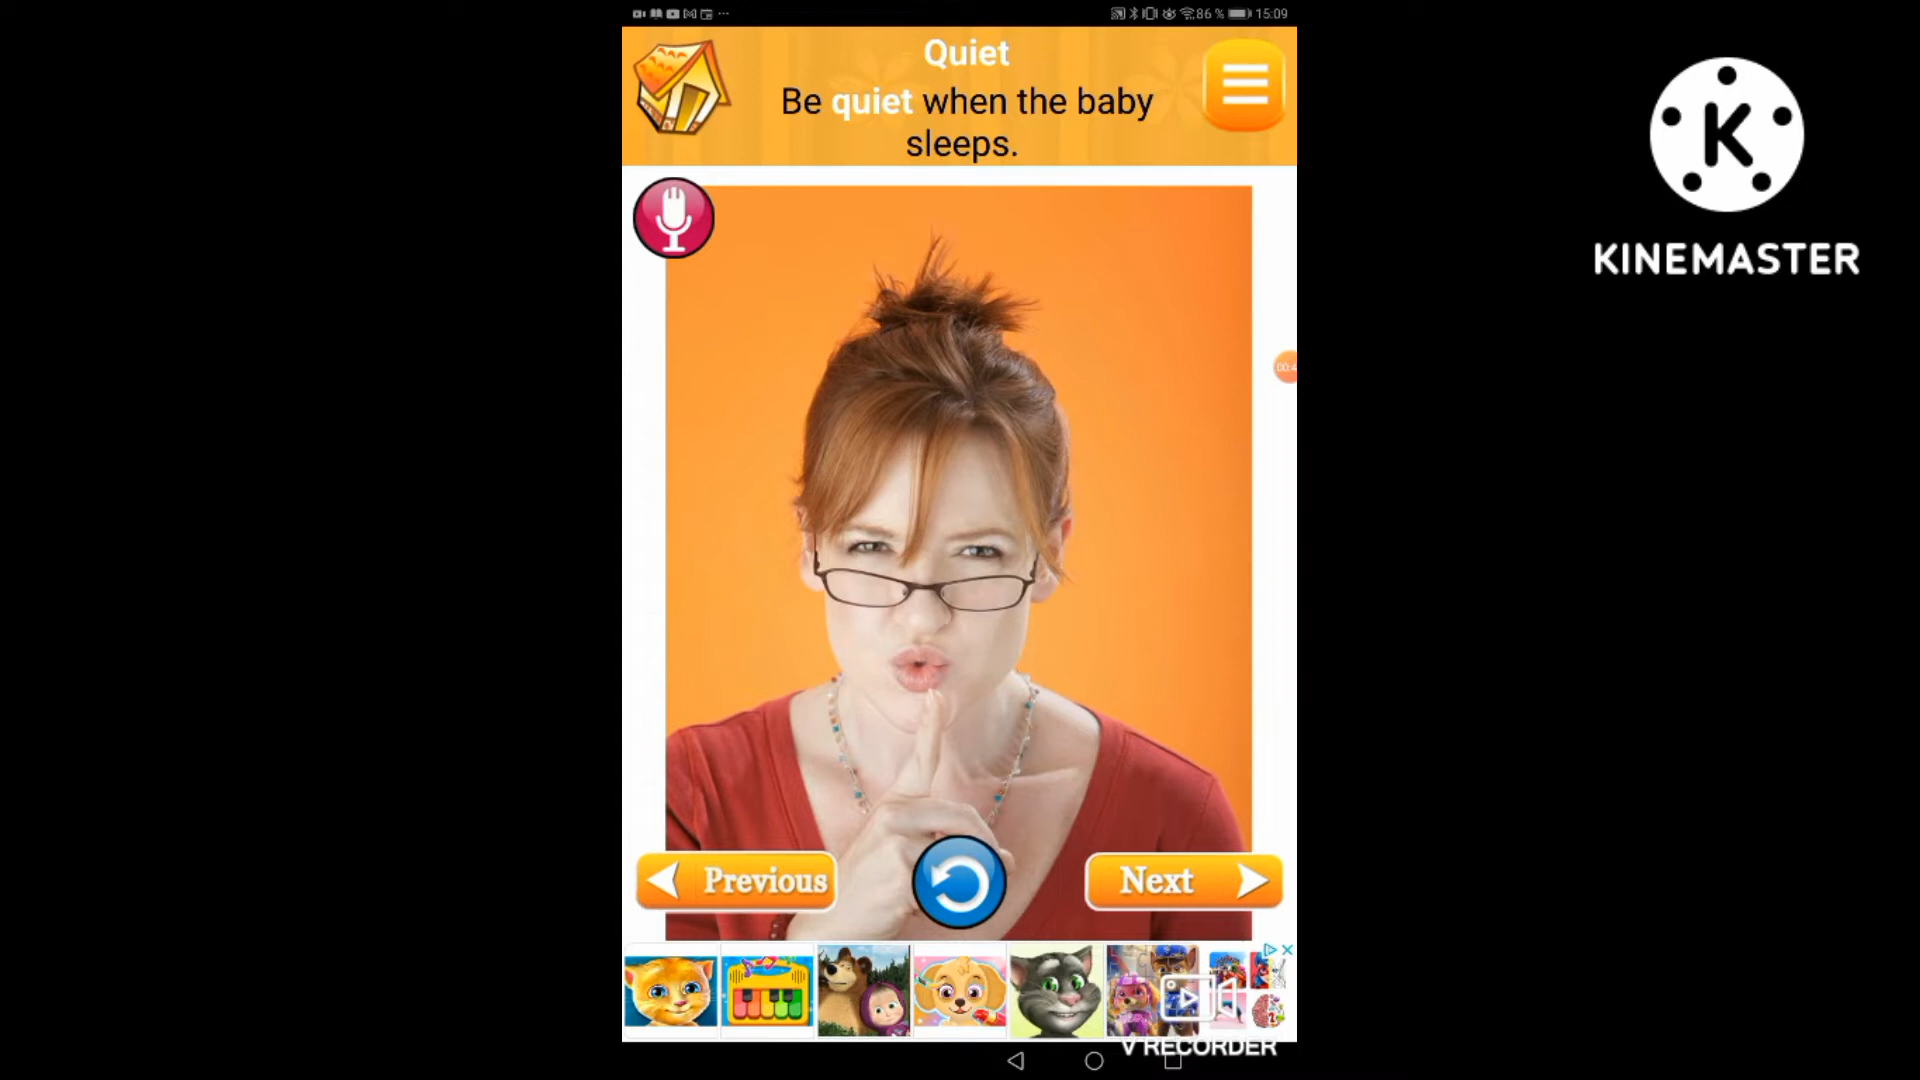 86 % 15:09
Quiet
Be quiet when the baby
sleeps.
K
KINEMASTER
Previous
Next
V RECORDER